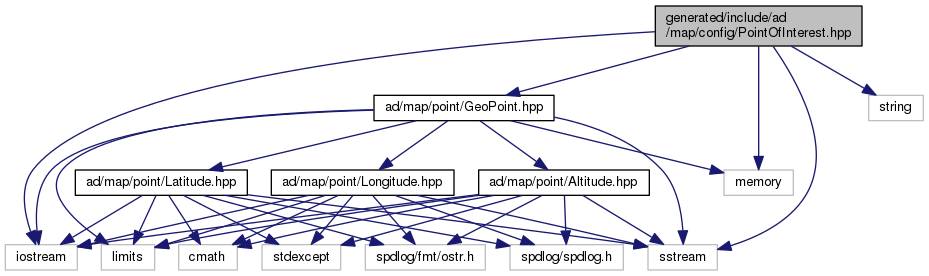 generated/include/ad
/map/config/PointOfInterest.hpp
ad/map/point/GeoPoint.hpp
string
ad/map/point/Latitude.hpp
ad/map/point/Longitude.hpp
ad/map/point/Altitude.hpp
memory
iostream
limits
cmath
stdexcept
spdlog/fmt/ostr.h
spdlog/spdlog.h
sstream